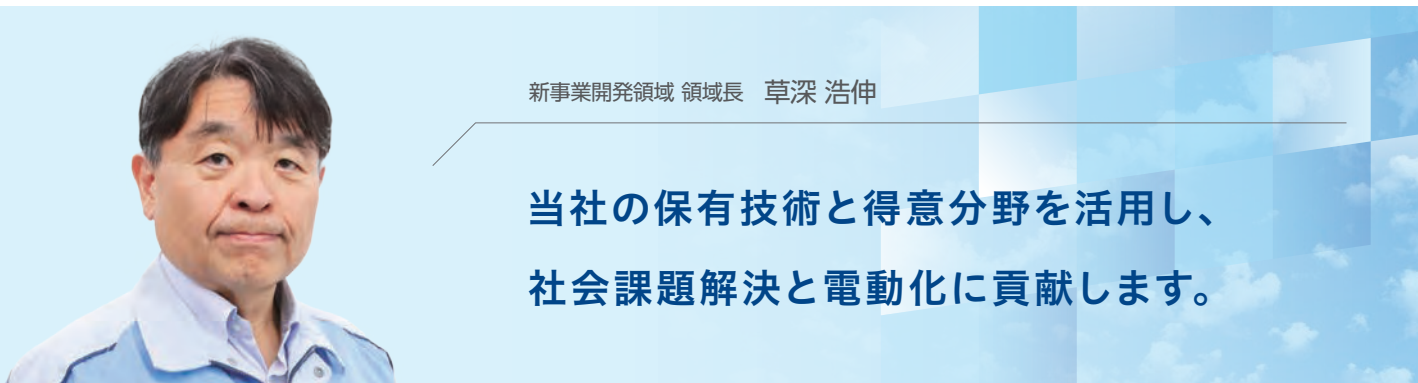 新事業開発領域 領域長 草深 浩伸
当社の保有技術と得意分野を活用し、
社会課題解決と電動化に貢献します。